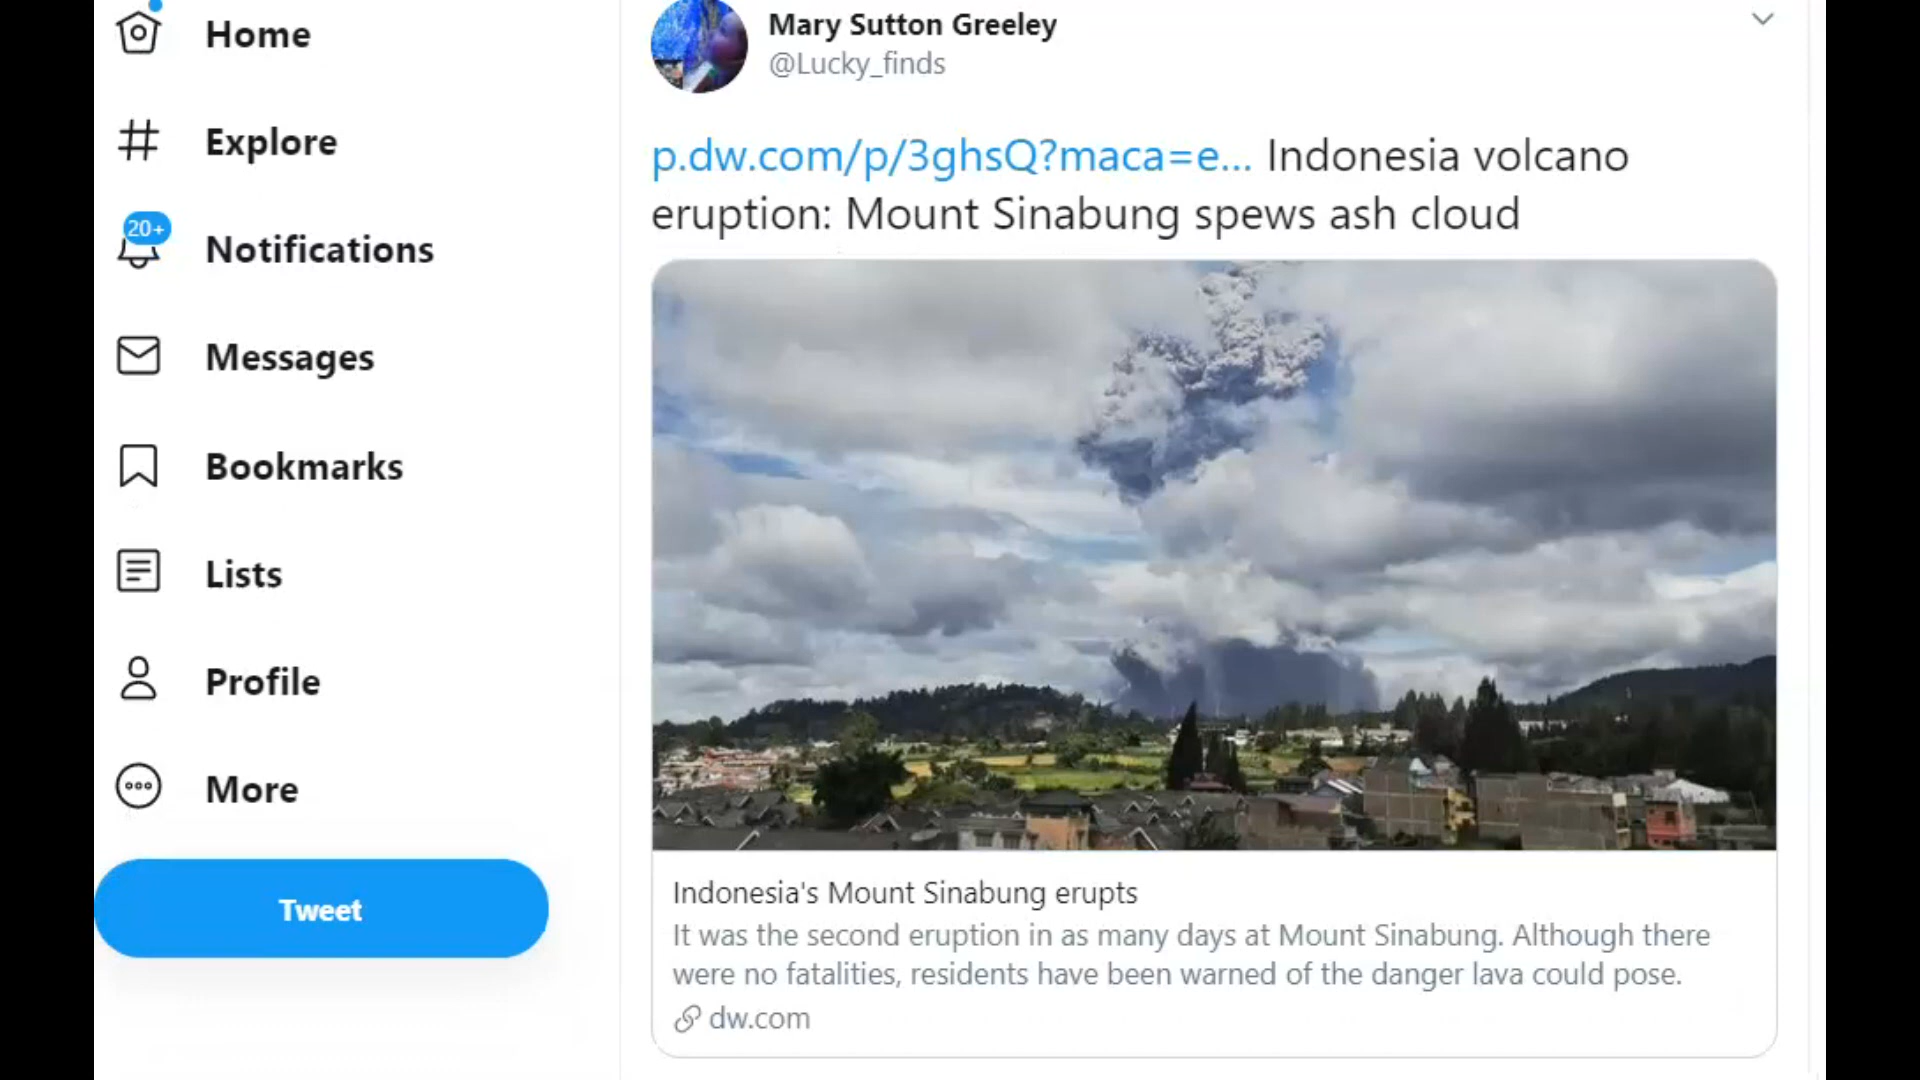 Home
Explore
20+
Notifications
Messages
Bookmarks
Lists
Profile
More
Tweet
Mary Sutton Greeley
@Lucky_finds
p.dw.com/p/3ghsQ?maca=e... Indonesia volcano
eruption: Mount Sinabung spews ash cloud
Indonesia's Mount Sinabung erupts
It was the second eruption in as many days at Mount Sinabung. Although there
were no fatalities, residents have been warned of the danger lava could pose.
dw.com